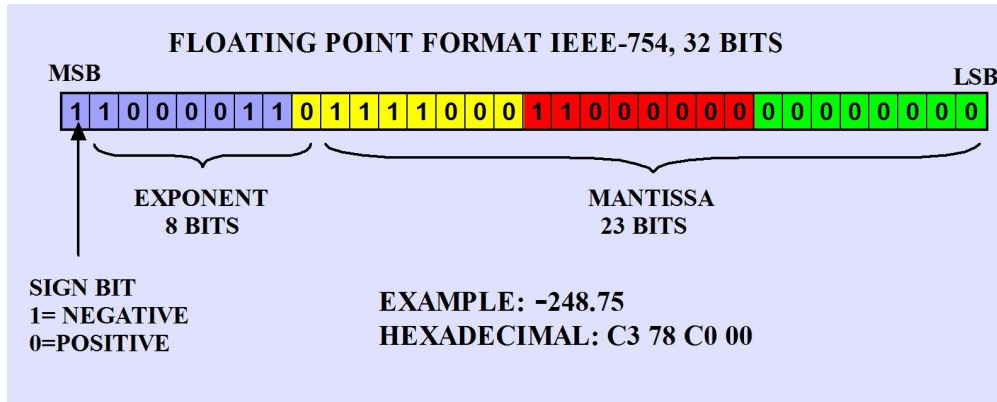 FLOATING POINT FORMAT IEEE-754, 32 BITS
MSB LSB
1 1 0 0 0 0 1 1 0 1 1 1 1 0 0 0 1 1 0 0 0 0 0 0 0 0 0 0 0 0 0 0
EXPONENT MANTISSA
8 BITS 23 BITS
SIGN BIT
1= NEGATIVE
0=POSITIVE
EXAMPLE: -248.75
HEXADECIMAL: C3 78 C0 00